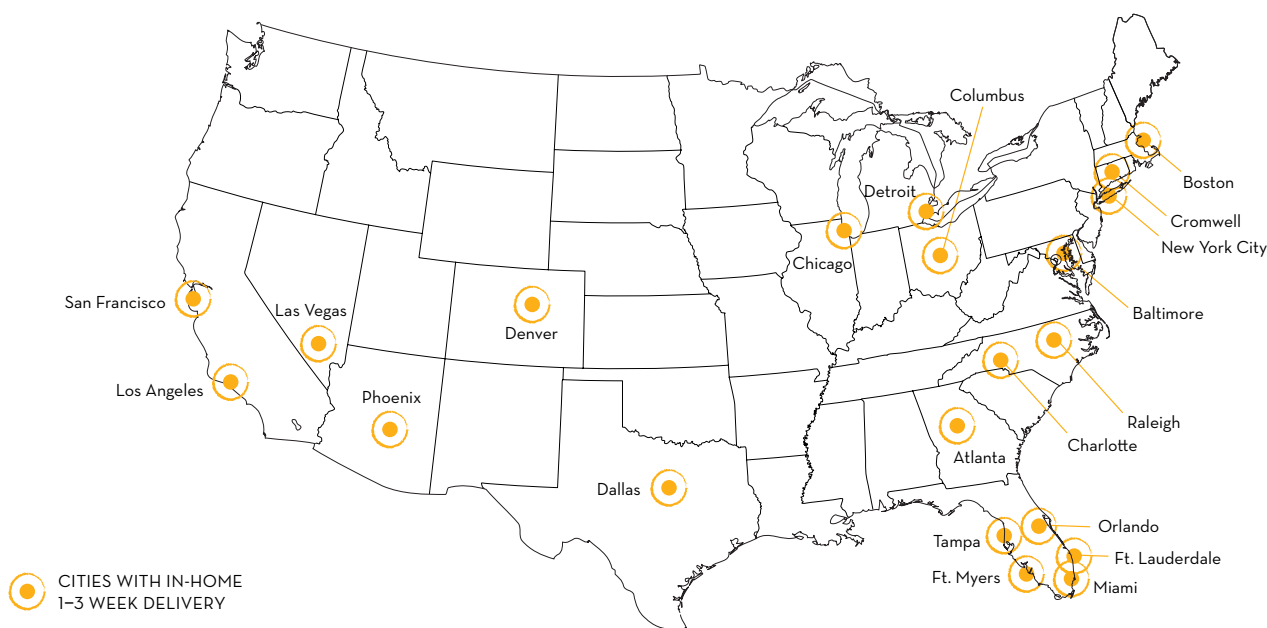 Columbus
Detroit
Boston
Cromwell
New York City
Chicago
San Francisco
Las Vegas
Denver
Baltimore
Los Angeles
Phoenix
Raleigh
Charlotte
Atlanta
Dallas
Orlando
Tampa
Ft. Lauderdale
Ft. Myers
Miami
CITIES WITH IN-HOME
1–3 WEEK DELIVERY